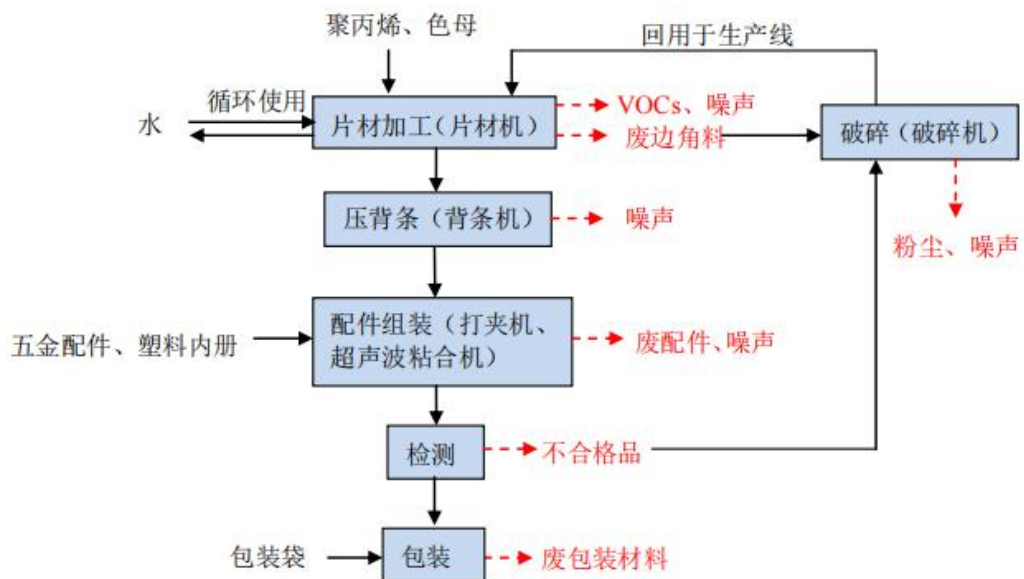 聚丙烯、色母
回用于生产线
循环使用
水
片材加工（片材机）
VOCs、噪声
废边角料
破碎（破碎机）
压背条（背条机）
噪声
粉尘、噪声
五金配件、塑料内册
配件组装（打夹机、
超声波粘合机）
废配件、噪声
检测
不合格品
包装袋
包装
废包装材料